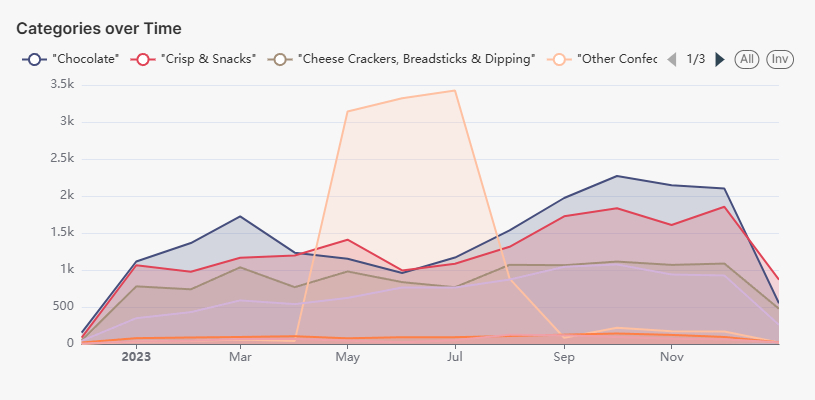 Categories over Time
"Chocolate" "Crisp & Snacks" "Cheese Crackers, Breadsticks & Dipping" "Other Confec 1/3 All Inv
3.5k
3k
2.5k
2k
1.5k
1k
500
0
2023 Mar May Jul Sep Nov